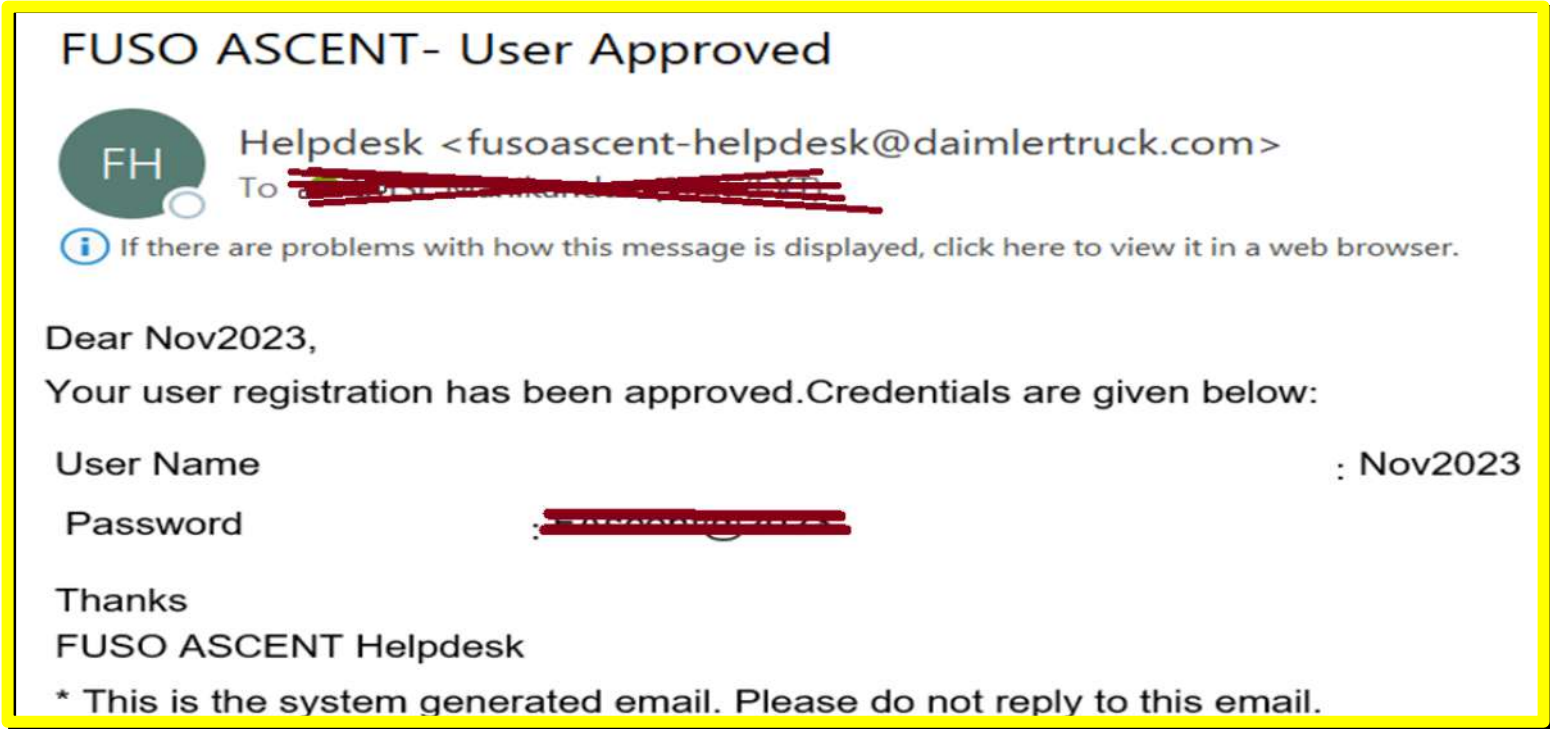 FUSO ASCENT- User Approved
FH
Helpdesk <fusoascent-helpdesk@daimlertruck.com>
To
i If there are problems with how this message is displayed, click here to view it in a web browser.
Dear Nov2023,
Your user registration has been approved.Credentials are given below:
User Name : Nov2023
Password :
Thanks
FUSO ASCENT Helpdesk
* This is the system generated email. Please do not reply to this email.